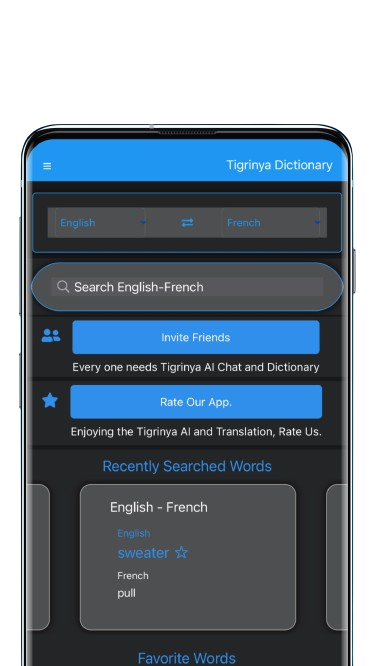 Tigrinya Dictionary
English
French
Search English-French
Invite Friends
Every one needs Tigrinya AI Chat and Dictionary
Rate Our App.
Enjoying the Tigrinya AI and Translation, Rate Us.
Recently Searched Words
English - French
English
sweater
French
pull
Favorite Words